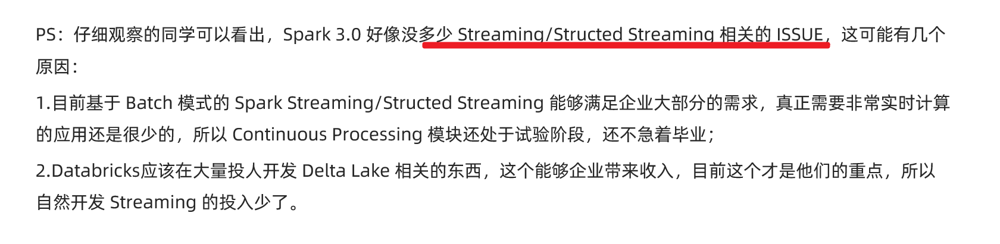 PS：仔细观察的同学可以看出，Spark 3.0 好像没多少 Streaming/Structed Streaming 相关的 ISSUE，这可能有几个
原因：
1.目前基于 Batch 模式的 Spark Streaming/Structed Streaming 能够满足企业大部分的需求，真正需要非常实时计算
的应用还是很少的，所以 Continuous Processing 模块还处于试验阶段，还不急着毕业；
2.Databricks应该在大量投人开发 Delta Lake 相关的东西，这个能够企业带来收入，目前这个才是他们的重点，所以
自然开发 Streaming 的投入少了。